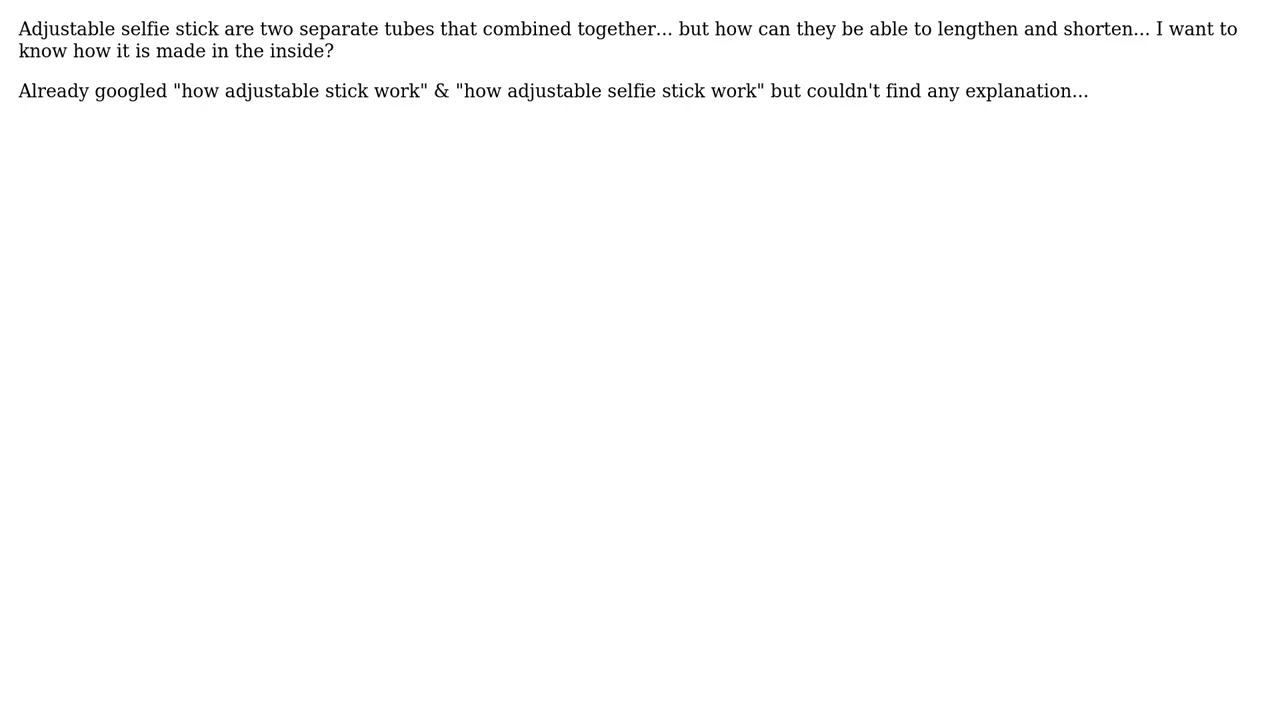 Adjustable selfie stick are two separate tubes that combined together... but how can they be able to lengthen and shorten... I want to
know how it is made in the inside?
Already googled "how adjustable stick work" & "how adjustable selfie stick work" but couldn't find any explanation...